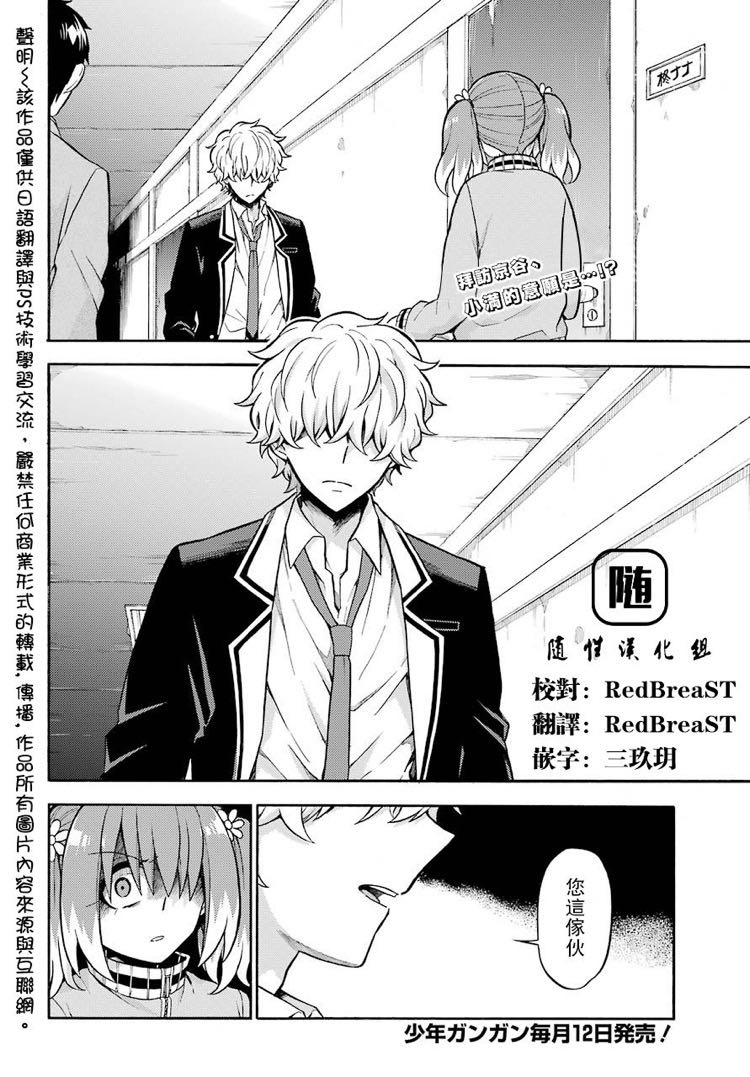 聲明～該作品僅供日語翻譯與PS技術學習交流，嚴禁任何商業形式的轉載,傳播,作品所有圖片內容來源與互聯網。
柊十十
拜訪京谷、
小満的意願是…!?
随
随性漢化组
校對：RedBreaST
翻譯：RedBreaST
嵌字：三玖玥
您這傢伙
少年ガンガン毎月12日発売！